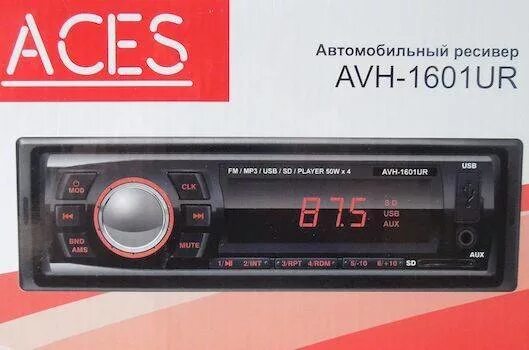 ACES
Автомобильный ресивер
AVH-1601UR
FM / MP3 / USB / SD / PLAYER 50W x 4
AVH-1601UR
USB
MOD
CLK
87.5
SD
USB
AUX
BND
AMS
MUTE
AUX
1/
2/INT
3/RPT
4/RDM
5/-10
6/+10
SD